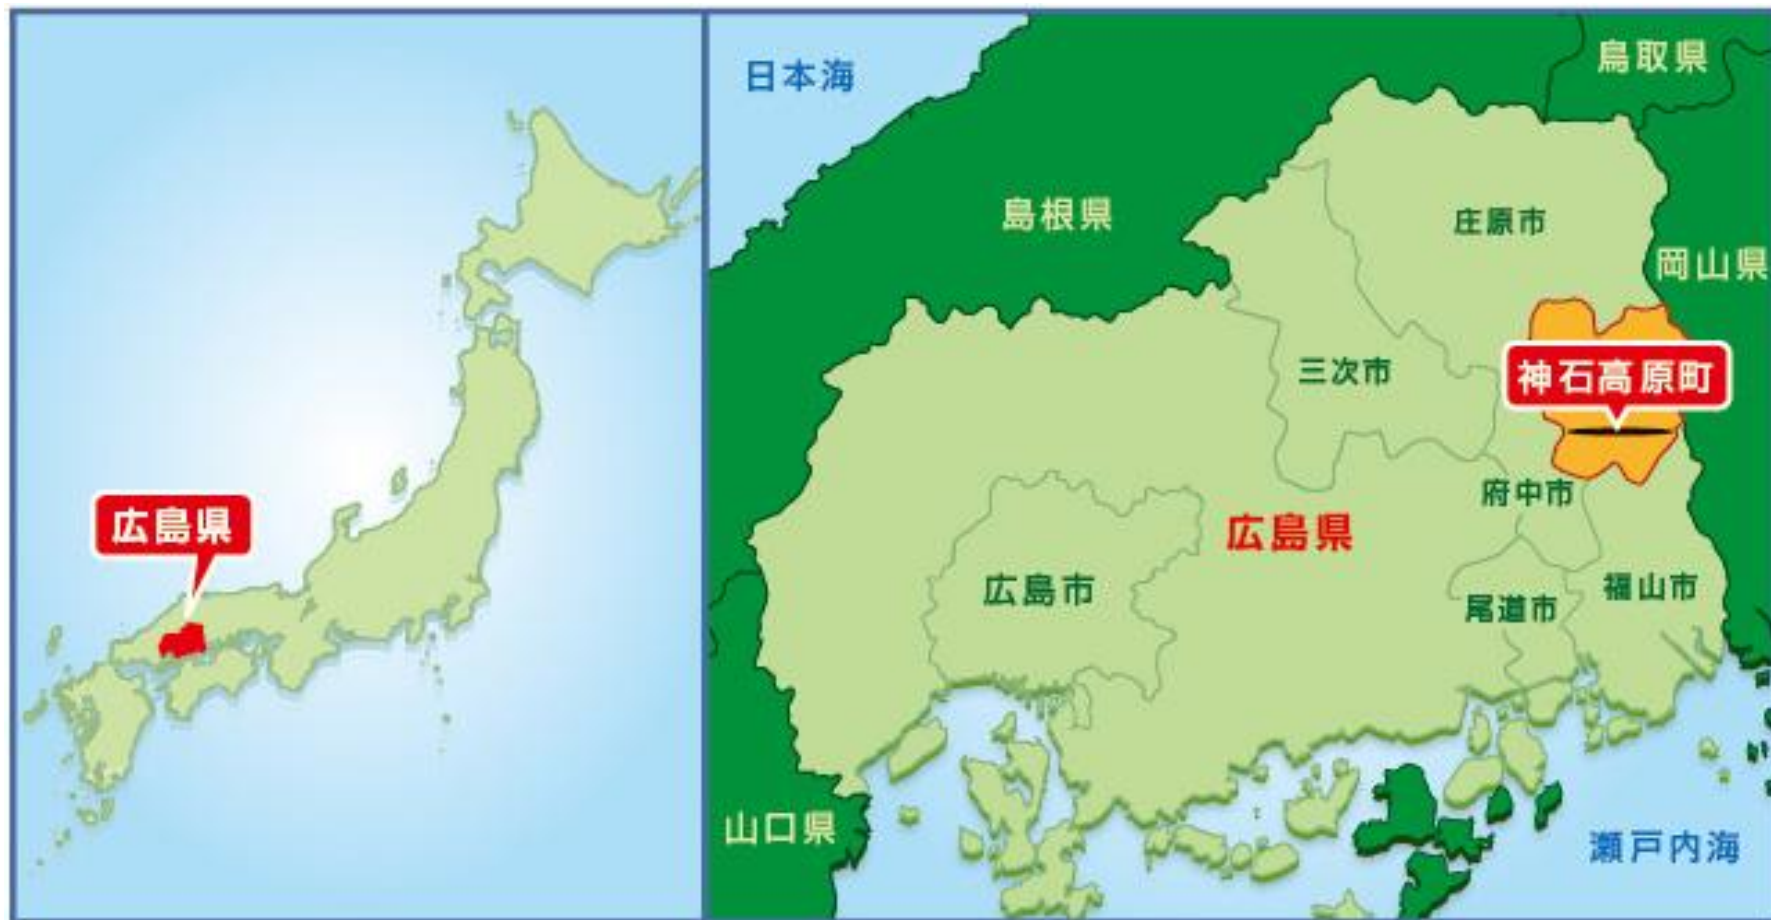 広島県
日本海
鳥取県
島根県
庄原市
岡山県
三次市
神石高原町
府中市
広島県
広島市
尾道市
福山市
山口県
瀬戸内海